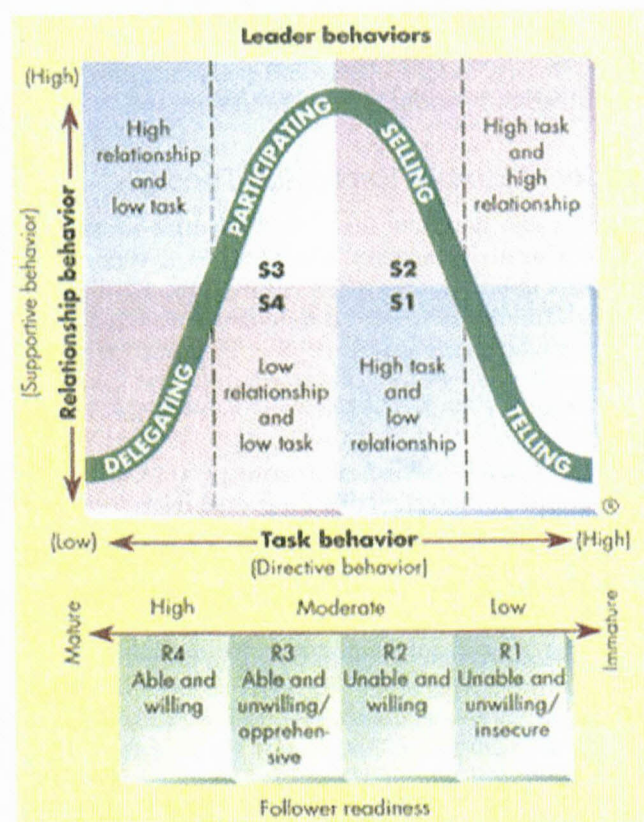 Leader behaviors
(High)
High
relationship
and
low task
PARTICIPATING
SELLING
High task
and
high
relationship
(Supportive behavior)
Relationship behavior
S3
S2
S4
S1
DELEGATING
Low
relationship
and
low task
High task
and
low
relationship
TELLING
®
(Low)
Task behavior
(High)
(Directive behavior)
Mature
High
Moderate
Low
Immature
R4
Able and
willing
R3
Able and
unwilling/
apprehen-
sive
R2
Unable and
willing
R1
Unable and
unwilling/
insecure
Follower readiness